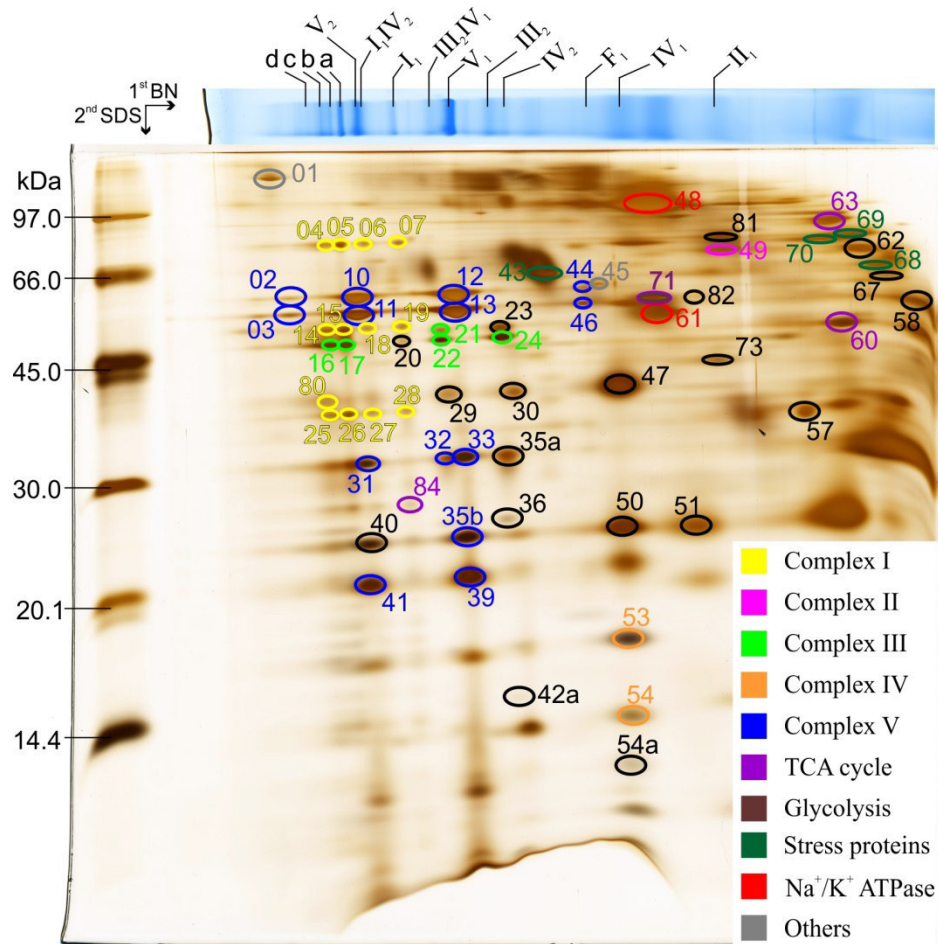 d c b a V₂ I₁IV₂ I₁ III₂IV₁ V₁ III₂ IV₂ F₁ IV₁ II₁
1ˢᵗ BN
2ⁿᵈ SDS
kDa
01
97.0
48 63
04 05 06 07 81 69
70 49 62
66.0 43 44 45 71 68
02 10 12 82 67
03 11 13 23 46 61 58
14 15 18 19 21 24 60
16 17 20 22 73
45.0 47
80 28 29 30 57
25 26 27
32 33 35a
31
30.0 84 36 50 51
40 35b
41 39
20.1 53
42a 54
14.4
54a
Complex I
Complex II
Complex III
Complex IV
Complex V
TCA cycle
Glycolysis
Stress proteins
Na⁺/K⁺ ATPase
Others